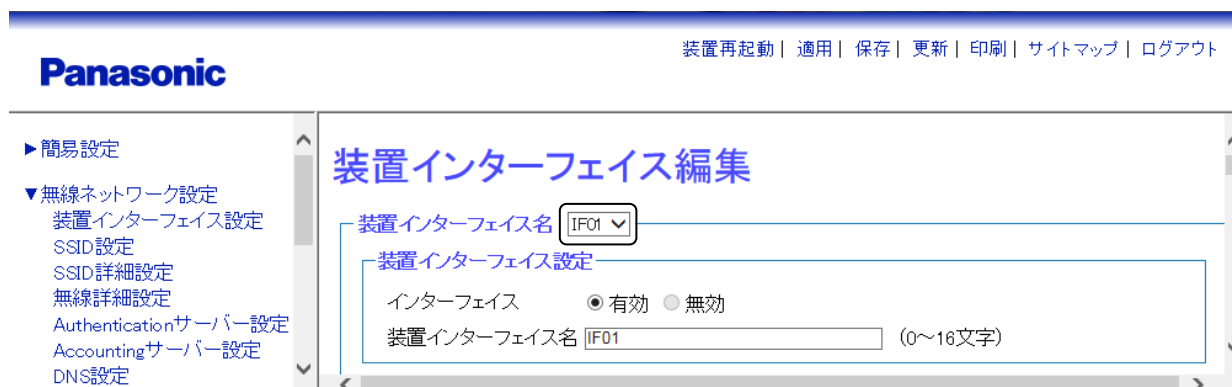 装置再起動| 適用| 保存| 更新| 印刷| サイトマップ| ログアウト
Panasonic
►簡易設定
▼無線ネットワーク設定
装置インターフェイス設定
SSID設定
SSID詳細設定
無線詳細設定
Authenticationサーバー設定
Accountingサーバー設定
DNS設定
装置インターフェイス編集
装置インターフェイス名 IF01
装置インターフェイス設定
インターフェイス 有効 無効
装置インターフェイス名 IF01 (0～16文字)